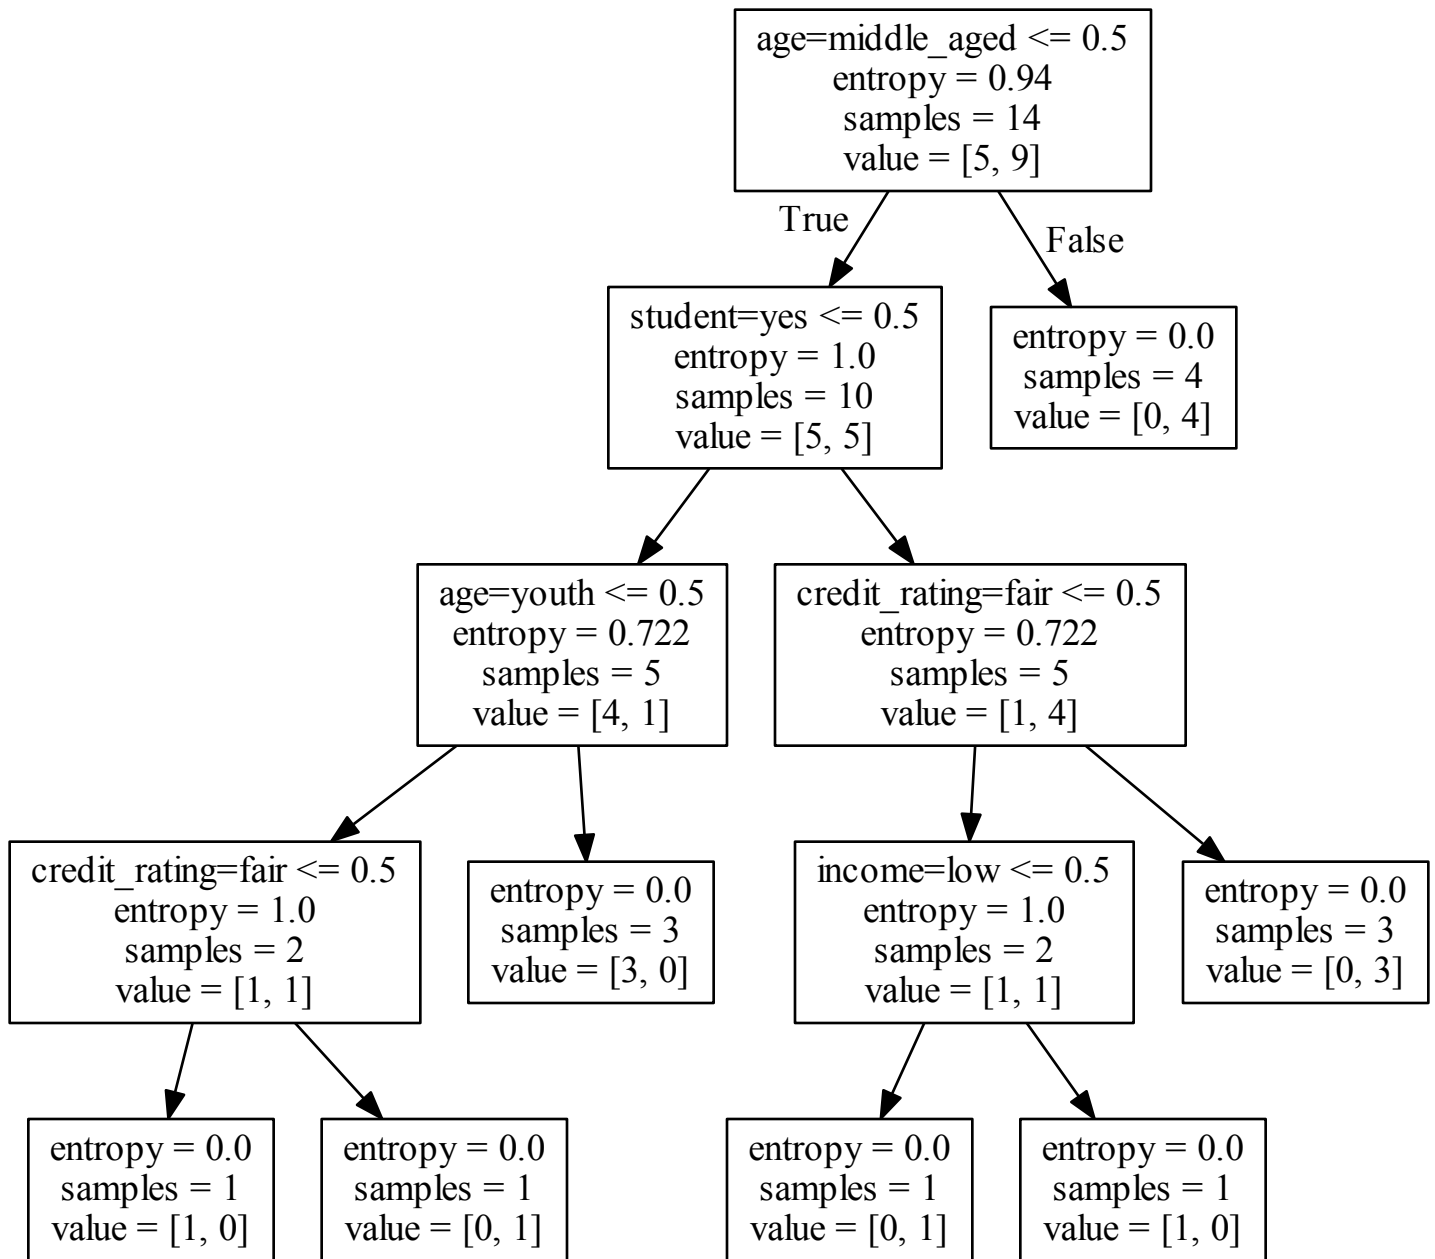 age=middle_aged <= 0.5
entropy = 0.94
samples = 14
value = [5, 9]
True
False
student=yes <= 0.5
entropy = 1.0
samples = 10
value = [5, 5]
entropy = 0.0
samples = 4
value = [0, 4]
age=youth <= 0.5
entropy = 0.722
samples = 5
value = [4, 1]
credit_rating=fair <= 0.5
entropy = 0.722
samples = 5
value = [1, 4]
credit_rating=fair <= 0.5
entropy = 1.0
samples = 2
value = [1, 1]
entropy = 0.0
samples = 3
value = [3, 0]
income=low <= 0.5
entropy = 1.0
samples = 2
value = [1, 1]
entropy = 0.0
samples = 3
value = [0, 3]
entropy = 0.0
samples = 1
value = [1, 0]
entropy = 0.0
samples = 1
value = [0, 1]
entropy = 0.0
samples = 1
value = [0, 1]
entropy = 0.0
samples = 1
value = [1, 0]